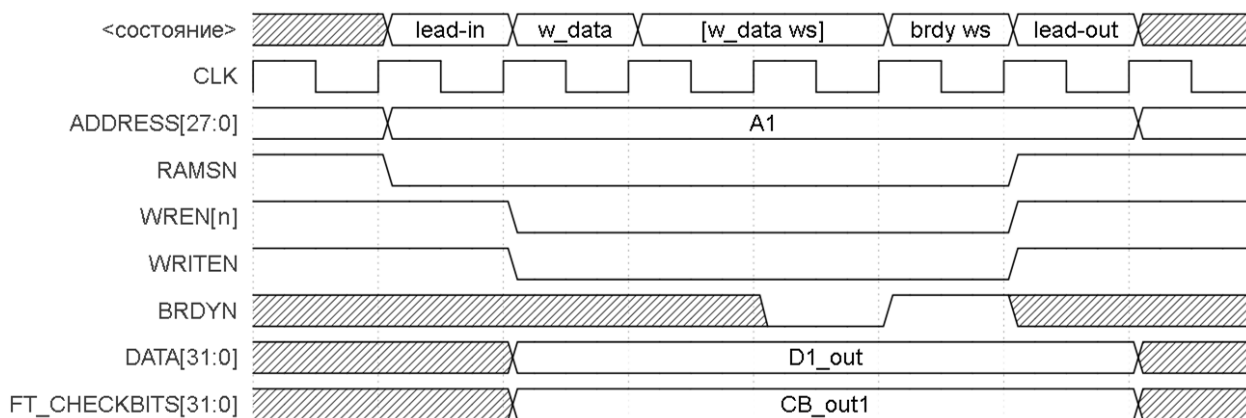 <состояние> lead-in w_data [w_data ws] brdy ws lead-out
CLK
ADDRESS[27:0] A1
RAMSN
WREN[n]
WRITEN
BRDYN
DATA[31:0] D1_out
FT_CHECKBITS[31:0] CB_out1